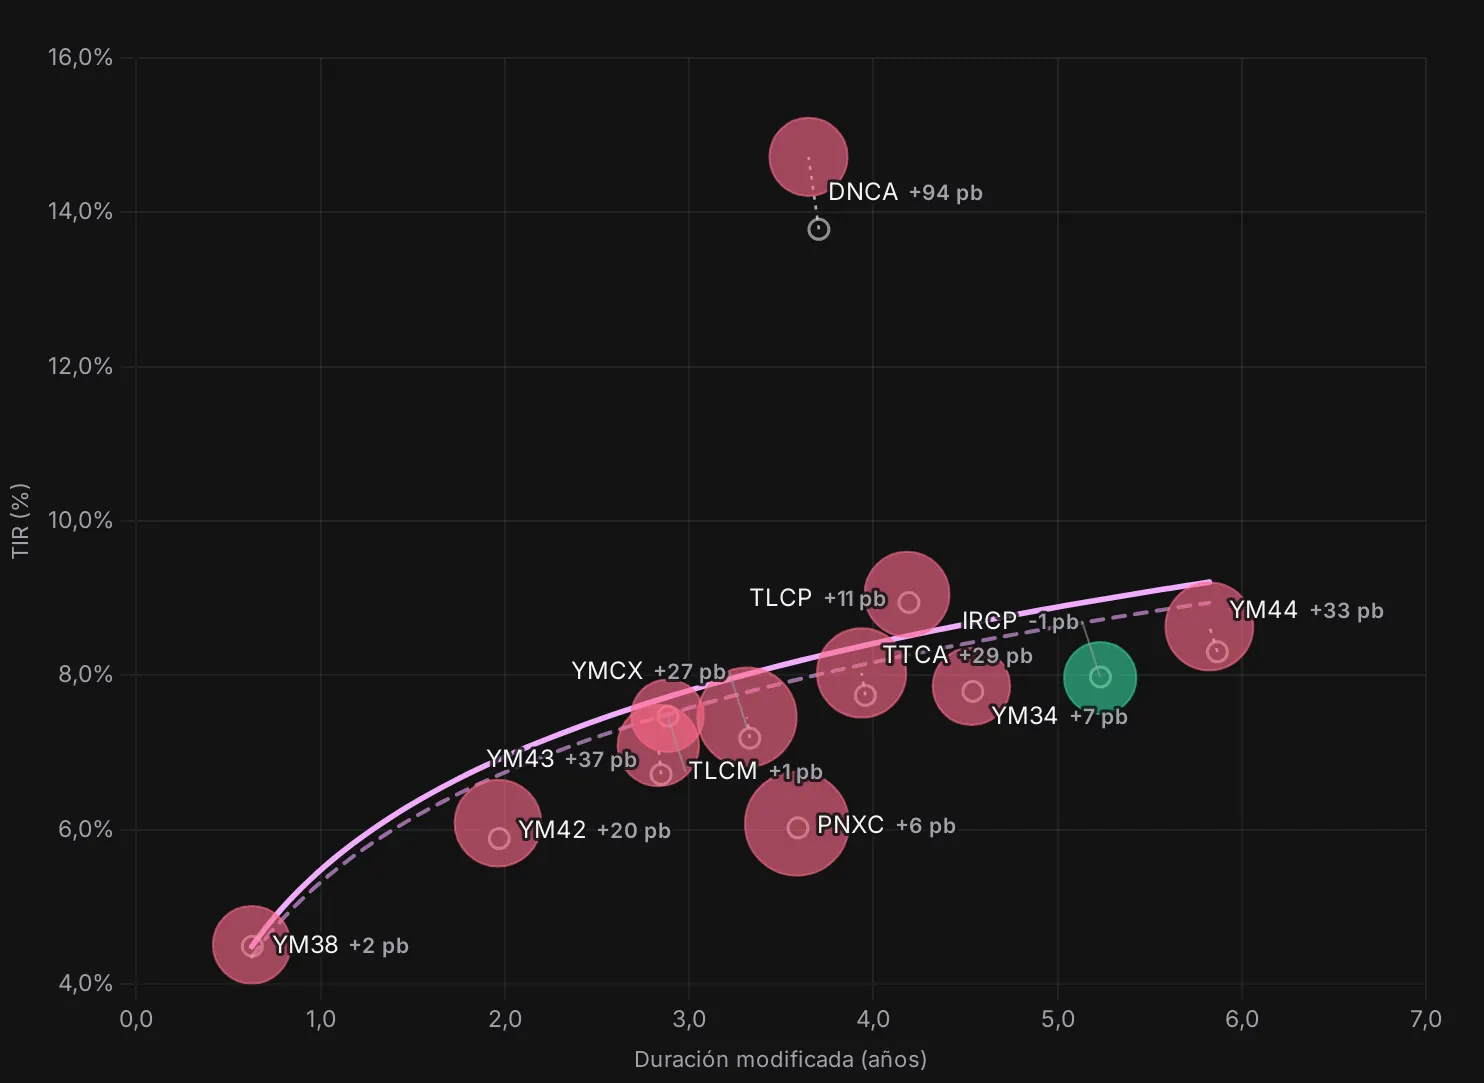 16,0%
14,0%
12,0%
10,0%
8,0%
6,0%
4,0%
TIR (%)
DNCA +94 pb
TLCP +11 pb
IRCP -1 pb
YM44 +33 pb
TTCA +29 pb
YMCX +27 pb
YM34 +7 pb
YM43 +37 pb
TLCM +1 pb
YM42 +20 pb
PNXC +6 pb
YM38 +2 pb
0,0 1,0 2,0 3,0 4,0 5,0 6,0 7,0
Duración modificada (años)